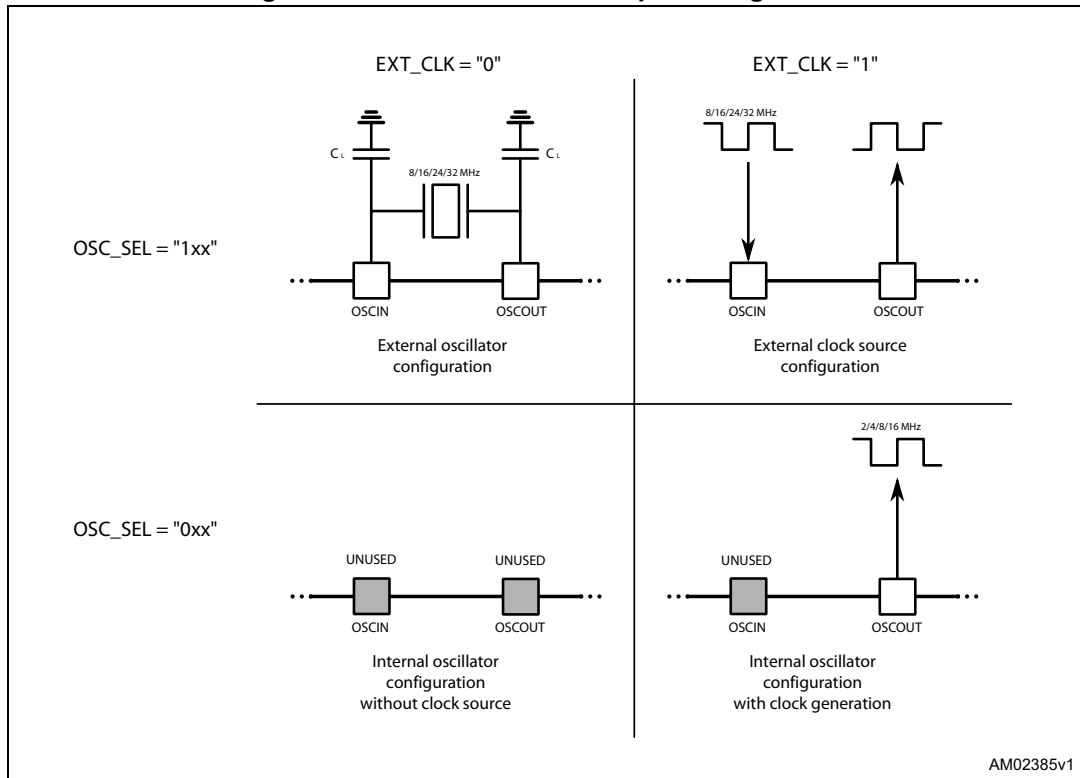 EXT_CLK = "0"
EXT_CLK = "1"
8/16/24/32 MHz
C L
C L
8/16/24/32 MHz
OSC_SEL = "1xx"
OSCIN
OSCOUT
OSCIN
OSCOUT
External oscillator
configuration
External clock source
configuration
2/4/8/16 MHz
OSC_SEL = "0xx"
UNUSED
UNUSED
UNUSED
OSCIN
OSCOUT
OSCIN
OSCOUT
Internal oscillator
configuration
without clock source
Internal oscillator
configuration
with clock generation
AM02385v1